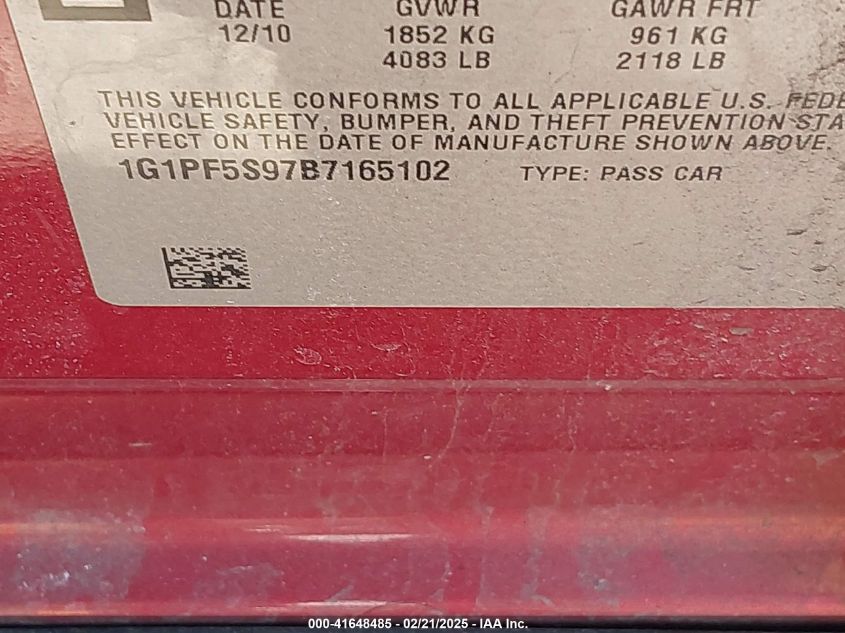 DATE GVWR GAWR FRT
12/10 1852 KG 961 KG
4083 LB 2118 LB
THIS VEHICLE CONFORMS TO ALL APPLICABLE U.S. FEDE
VEHICLE SAFETY, BUMPER, AND THEFT PREVENTION STA
EFFECT ON THE DATE OF MANUFACTURE SHOWN ABOVE.
1G1PF5S97B7165102 TYPE: PASS CAR
000-41648485 - 02/21/2025 - IAA Inc.